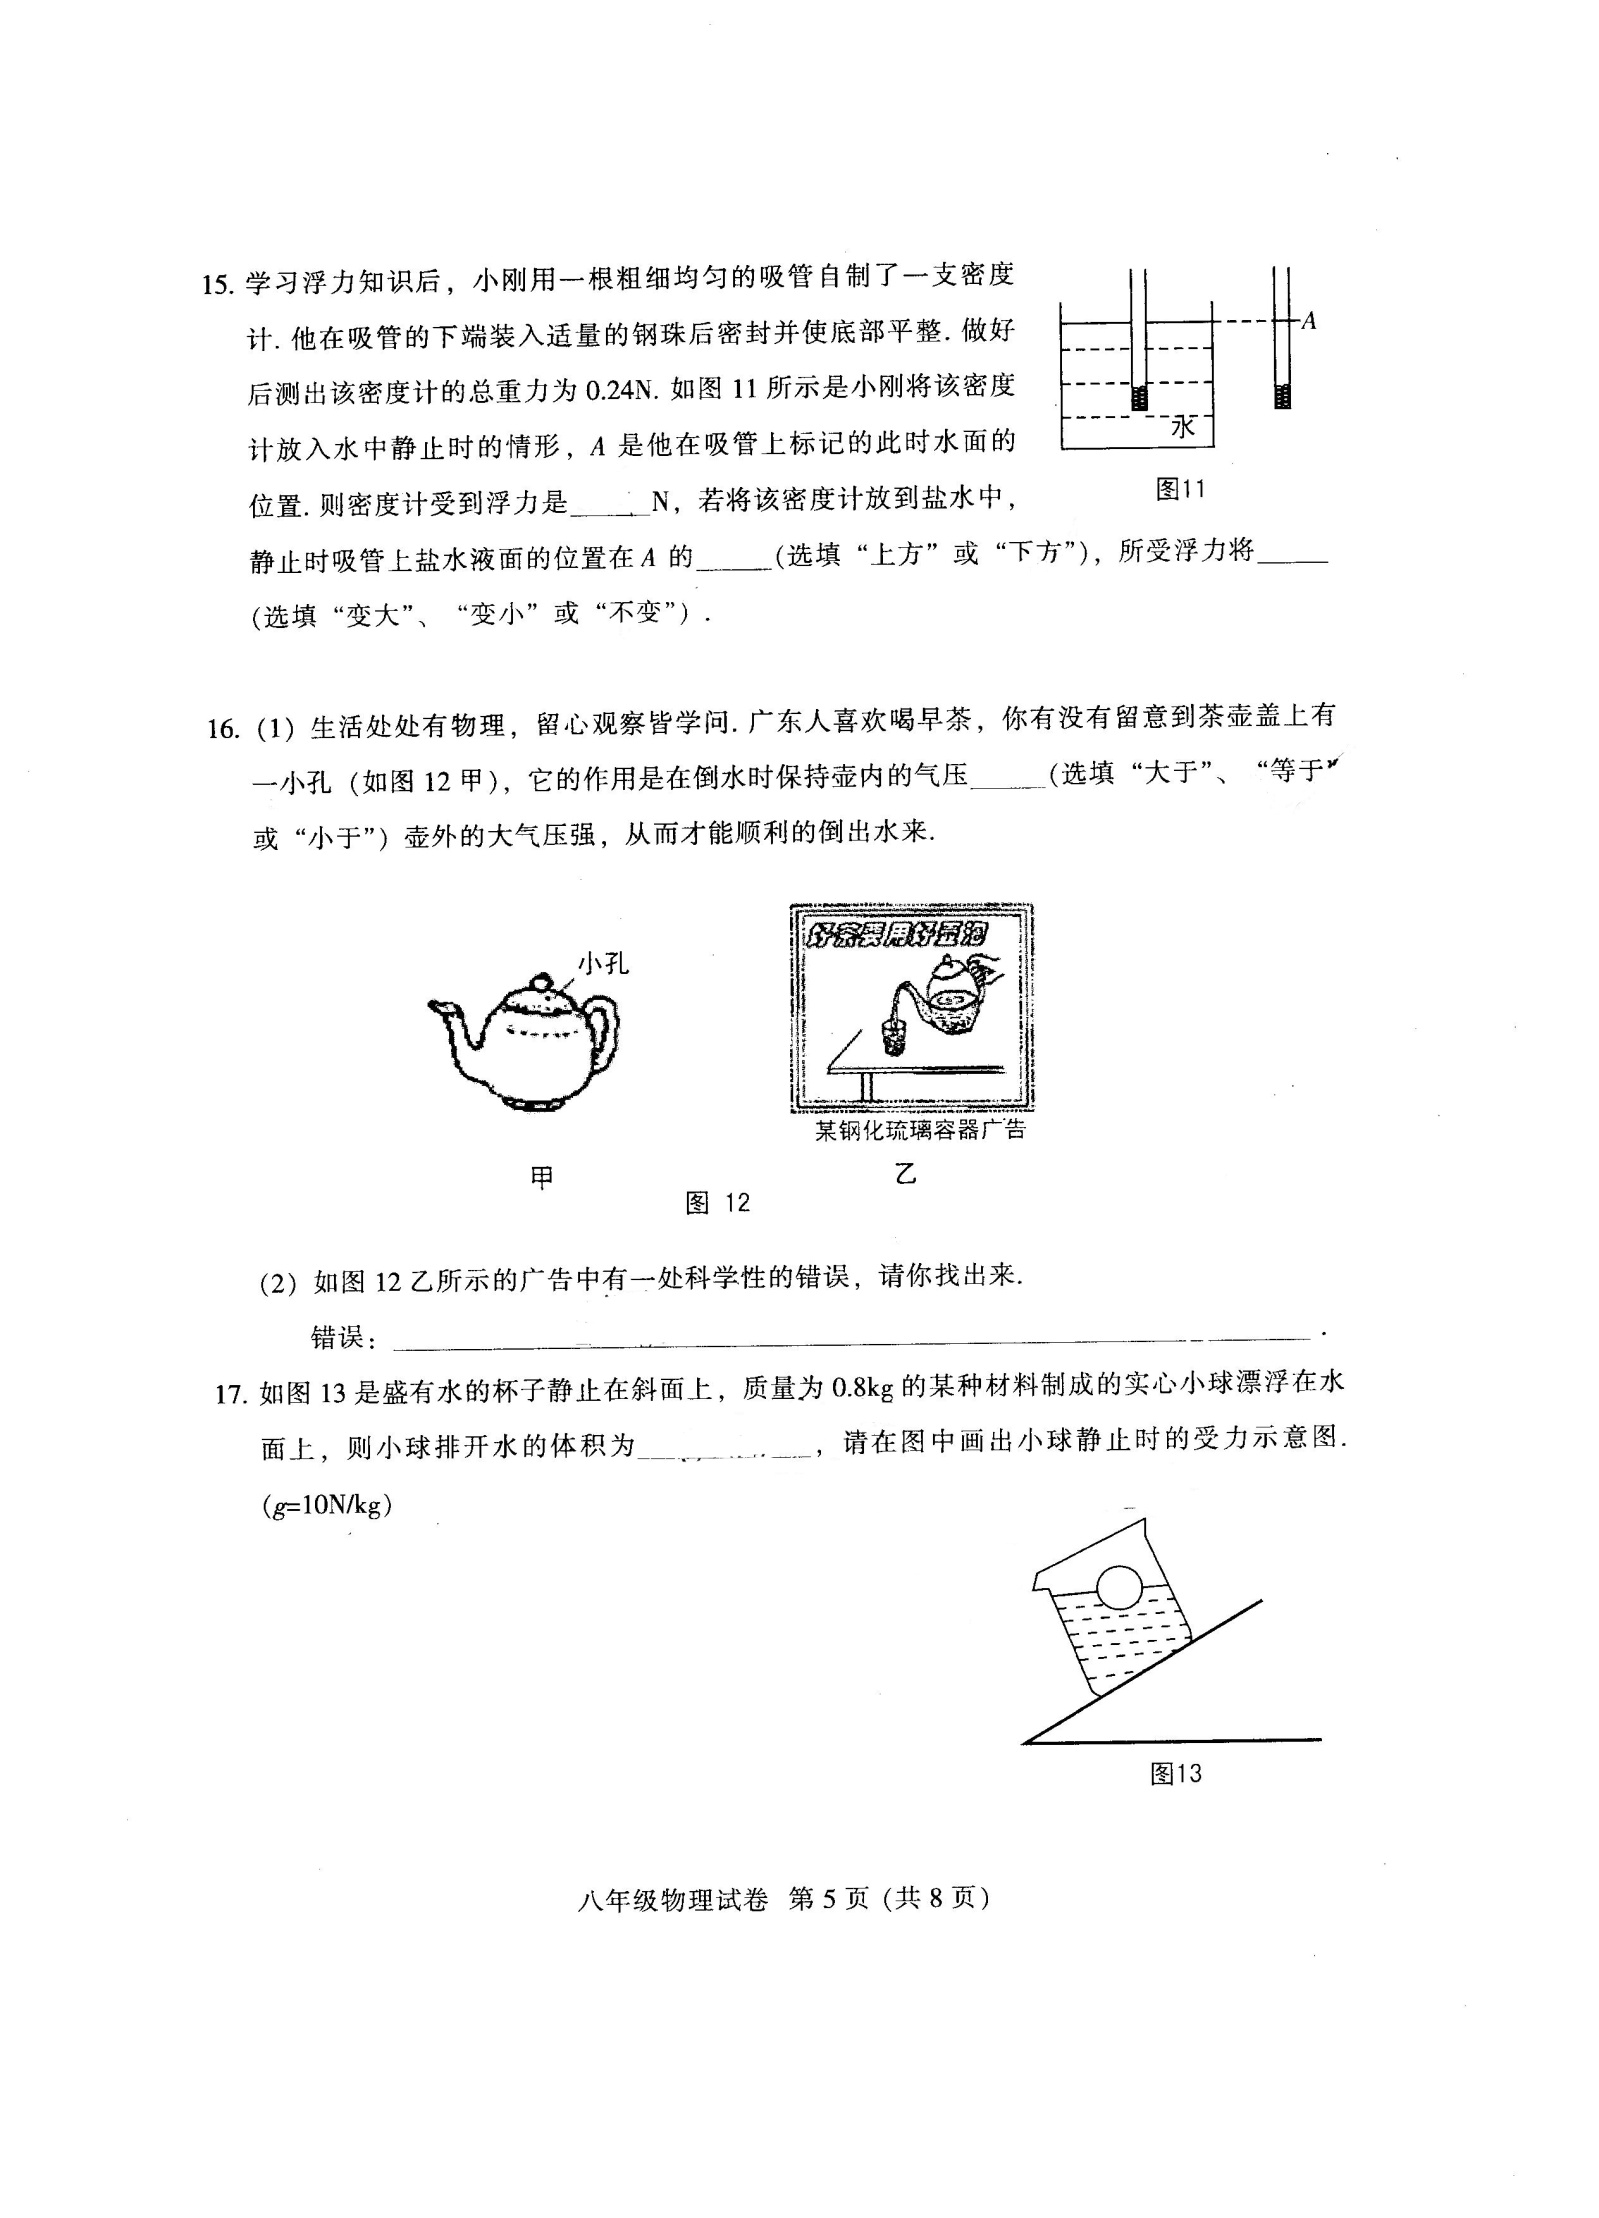 15. 学习浮力知识后，小刚用一根粗细均匀的吸管自制了一支密度
计. 他在吸管的下端装入适量的钢珠后密封并使底部平整. 做好
后测出该密度计的总重力为 0.24N. 如图 11 所示是小刚将该密度
计放入水中静止时的情形，A 是他在吸管上标记的此时水面的
位置. 则密度计受到浮力是______N，若将该密度计放到盐水中，
静止时吸管上盐水液面的位置在 A 的______(选填“上方”或“下方”)，所受浮力将______
(选填“变大”、“变小”或“不变”) .
A
水
图11
16. (1) 生活处处有物理，留心观察皆学问. 广东人喜欢喝早茶，你有没有留意到茶壶盖上有
一小孔 (如图 12 甲)，它的作用是在倒水时保持壶内的气压______(选填“大于”、“等于”
或“小于”) 壶外的大气压强，从而才能顺利的倒出水来.
小孔
好茶要用好壶泡
某钢化琉璃容器广告
甲
乙
图 12
(2) 如图 12 乙所示的广告中有一处科学性的错误，请你找出来.
错误：______.
17. 如图 13 是盛有水的杯子静止在斜面上，质量为 0.8kg 的某种材料制成的实心小球漂浮在水
面上，则小球排开水的体积为______，请在图中画出小球静止时的受力示意图.
(g=10N/kg)
图13
八年级物理试卷 第 5 页 (共 8 页)